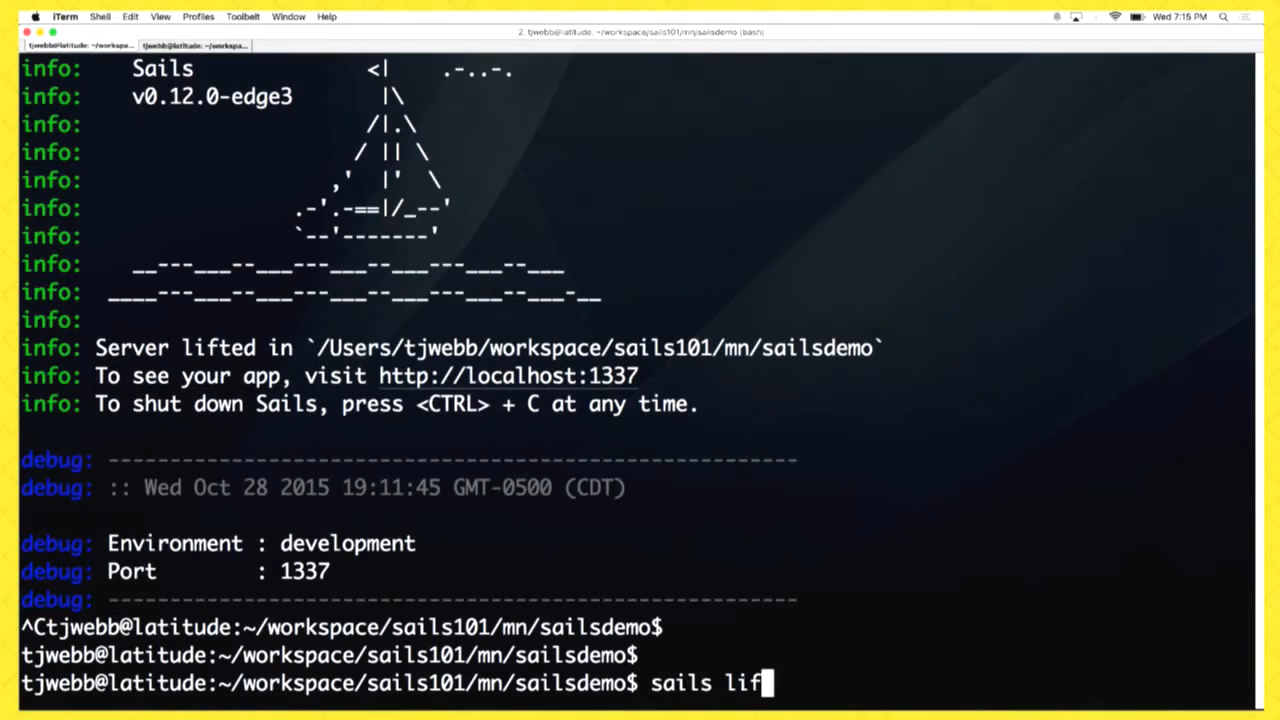 iTerm Shell Edit View Profiles Toolbelt Window Help Wed 7:15 PM
2. tjwebb@latitude: ~/workspace/sails101/mn/sailsdemo (bash)
tjwebb@latitude: ~/workspa... tjwebb@latitude: ~/workspa...
info:    Sails              <|    .-..-.
info:    v0.12.0-edge3       |\
info:                       /|.\
info:                      / || \
info:                    ,'  |'  \
info:                 .-'.-==|/_--'
info:                 `--'-------'
info:    __---___--___---___--___---___--___
info:  ____---___--___---___--___---___--___-__
info:
info: Server lifted in `/Users/tjwebb/workspace/sails101/mn/sailsdemo`
info: To see your app, visit http://localhost:1337
info: To shut down Sails, press <CTRL> + C at any time.
debug: --------------------------------------------------------
debug: :: Wed Oct 28 2015 19:11:45 GMT-0500 (CDT)
debug: Environment : development
debug: Port        : 1337
debug: --------------------------------------------------------
^Ctjwebb@latitude:~/workspace/sails101/mn/sailsdemo$
tjwebb@latitude:~/workspace/sails101/mn/sailsdemo$
tjwebb@latitude:~/workspace/sails101/mn/sailsdemo$ sails lif